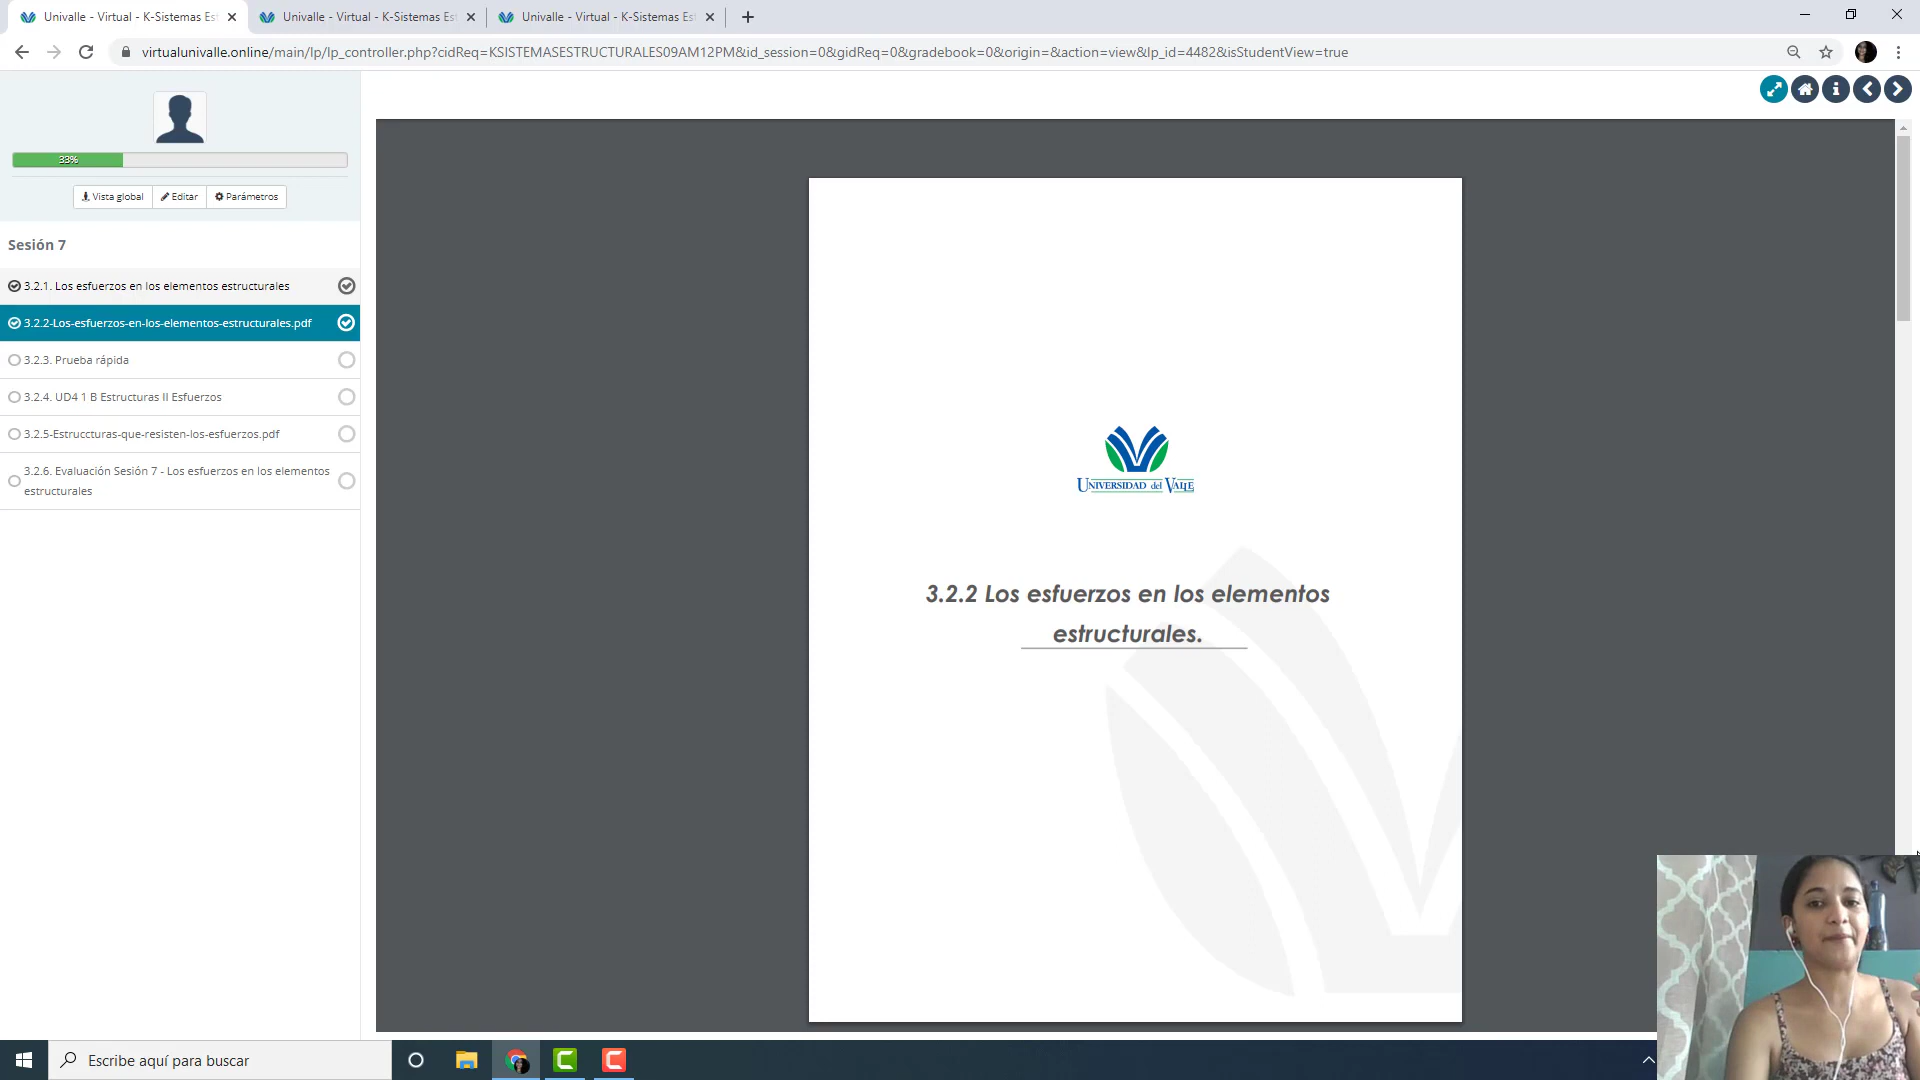 Univalle - Virtual - K-Sistemas Es
Univalle - Virtual - K-Sistemas Est
Univalle - Virtual - K-Sistemas Est
virtualunivalle.online/main/lp/lp_controller.php?cidReq=KSISTEMASESTRUCTURALES09AM12PM&id_session=0&gidReq=0&gradebook=0&origin=&action=view&lp_id=4482&isStudentView=true
33%
Vista global
Editar
Parámetros
Sesión 7
3.2.1. Los esfuerzos en los elementos estructurales
3.2.2-Los-esfuerzos-en-los-elementos-estructurales.pdf
3.2.3. Prueba rápida
3.2.4. UD4 1 B Estructuras II Esfuerzos
3.2.5-Estruccturas-que-resisten-los-esfuerzos.pdf
3.2.6. Evaluación Sesión 7 - Los esfuerzos en los elementos
estructurales
UNIVERSIDAD del VALLE
3.2.2 Los esfuerzos en los elementos
estructurales.
Escribe aquí para buscar